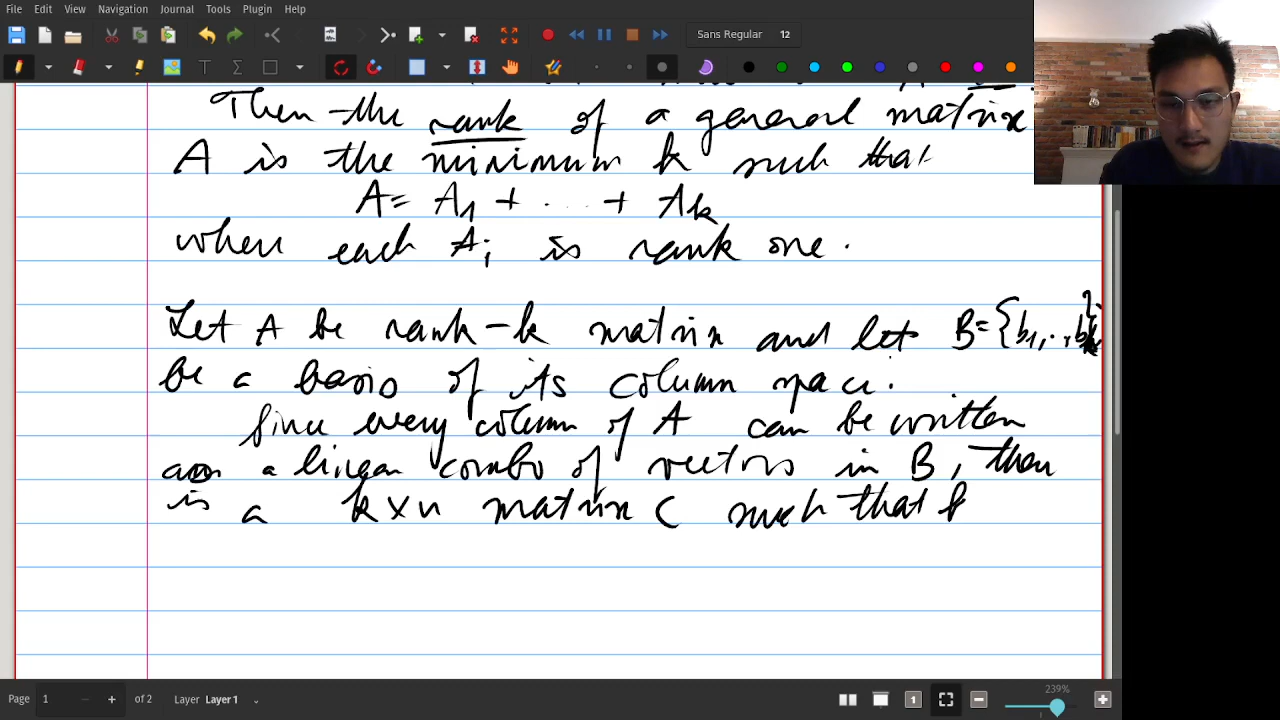 File Edit View Navigation Journal Tools Plugin Help
Sans Regular 12
Then the rank of a general matrix
A is the minimum k such that
A = A1 + ... + Ak
where each Ai is rank one.
Let A be rank-k matrix and let B={b1,..,bk}
be a basis of its column space.
Since every column of A can be written
as a linear combo of vectors in B, there
is a k×n matrix C such that
Page 1 of 2 Layer Layer 1 239%